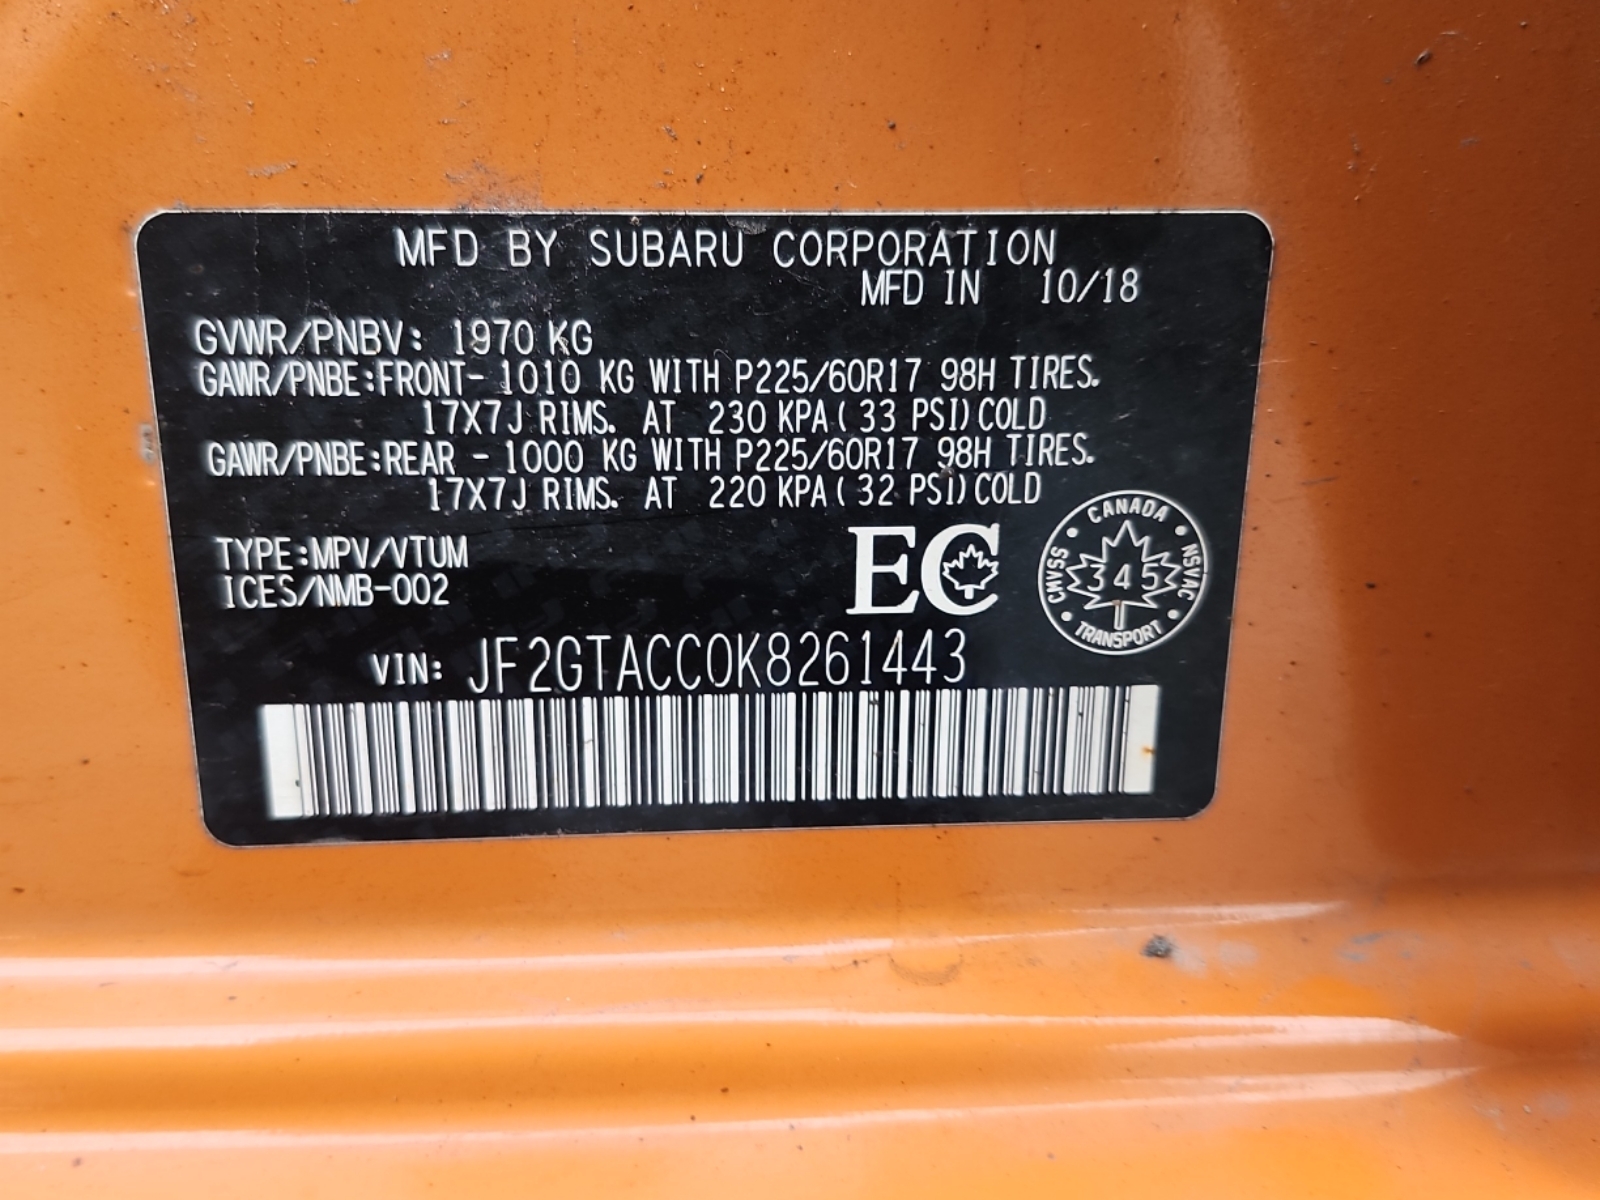 MFD BY SUBARU CORPORATION
MFD IN 10/18
GVWR/PNBV: 1970 KG
GAWR/PNBE:FRONT- 1010 KG WITH P225/60R17 98H TIRES.
17X7J RIMS. AT 230 KPA ( 33 PSI) COLD
GAWR/PNBE:REAR - 1000 KG WITH P225/60R17 98H TIRES.
17X7J RIMS. AT 220 KPA ( 32 PSI) COLD
TYPE:MPV/VTUM
ICES/NMB-002
EC
CANADA
CMVSS
345
NSVAC
TRANSPORT
VIN: JF2GTACC0K8261443